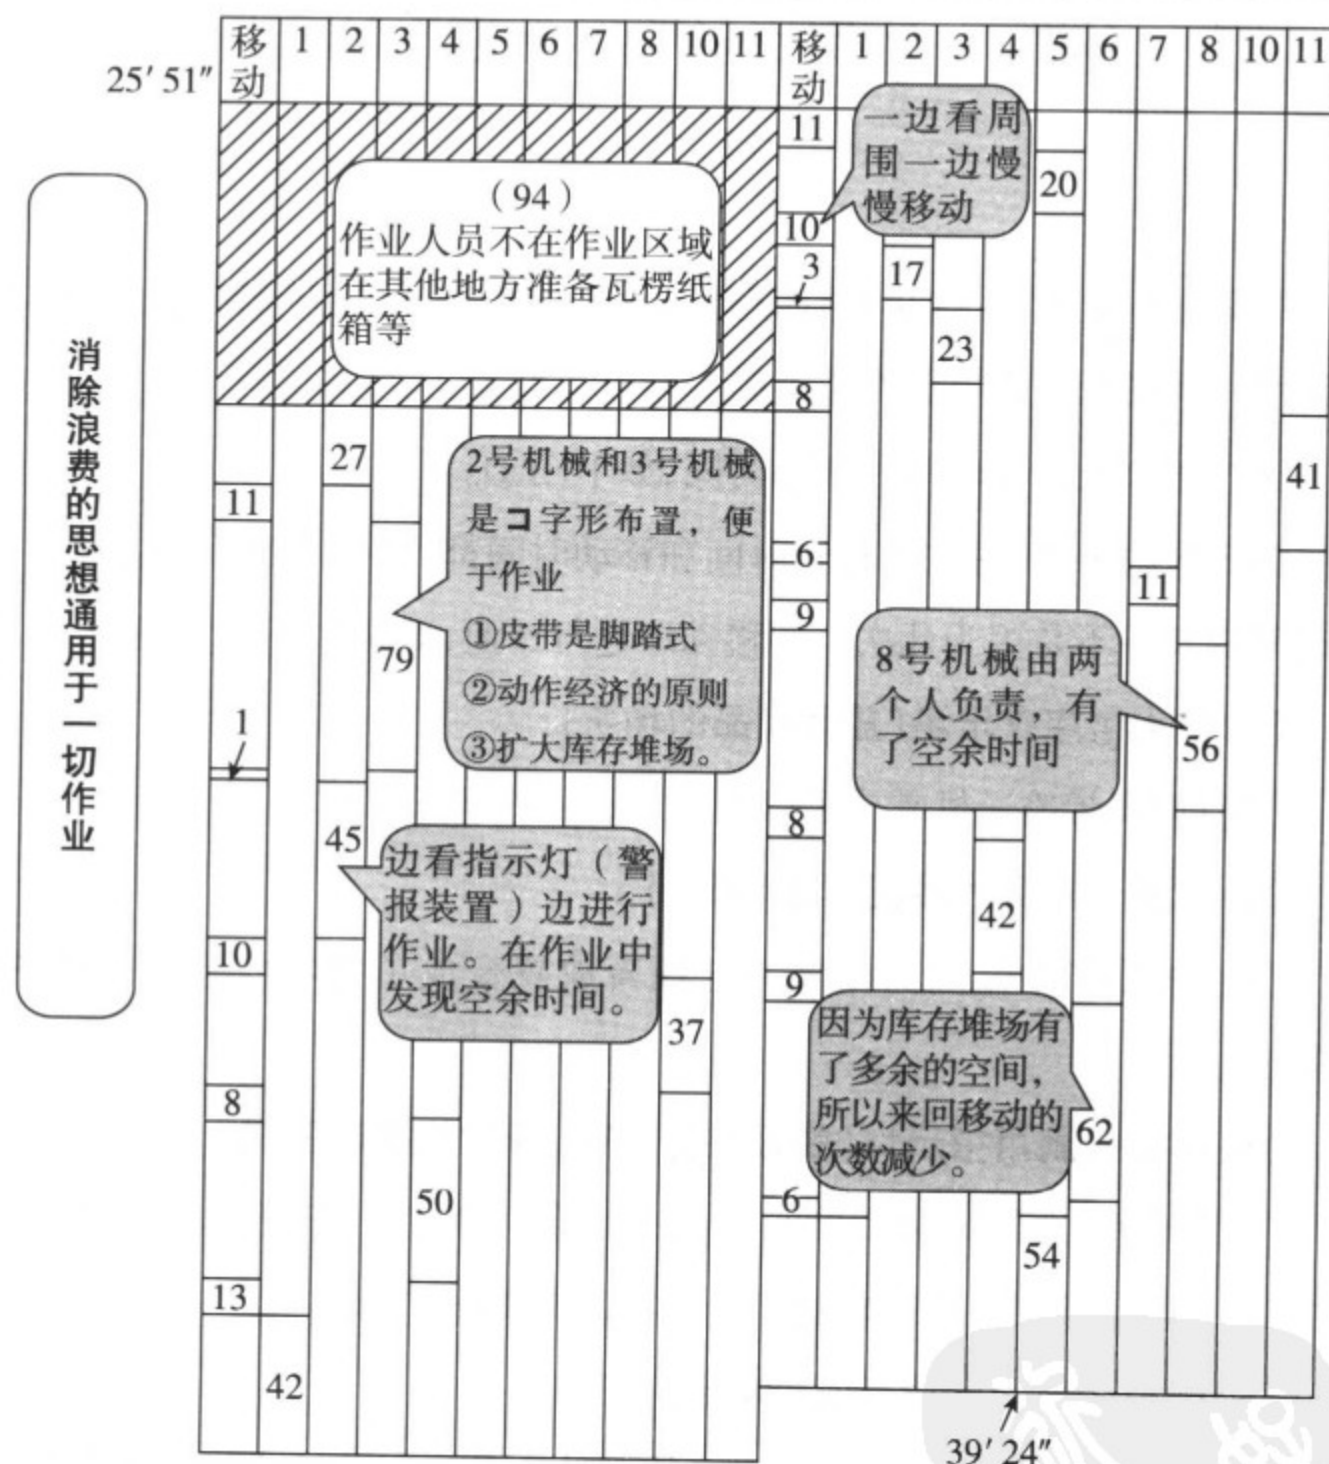 移动 1 2 3 4 5 6 7 8 10 11 移动 1 2 3 4 5 6 7 8 10 11
25′51″
消除浪费的思想通用于一切作业
(94)
作业人员不在作业区域
在其他地方准备瓦楞纸
箱等
27
11
79
2号机械和3号机械
是コ字形布置，便
于作业
①皮带是脚踏式
②动作经济的原则
③扩大库存堆场。
1
45
边看指示灯（警
报装置）边进行
作业。在作业中
发现空余时间。
10
37
8
50
13
42
11
一边看周
围一边慢
慢移动
20
10
3
17
23
8
41
6
11
9
8号机械由两
个人负责，有
了空余时间
56
8
42
9
因为库存堆场有
了多余的空间，
所以来回移动的
次数减少。
62
6
54
39′24″